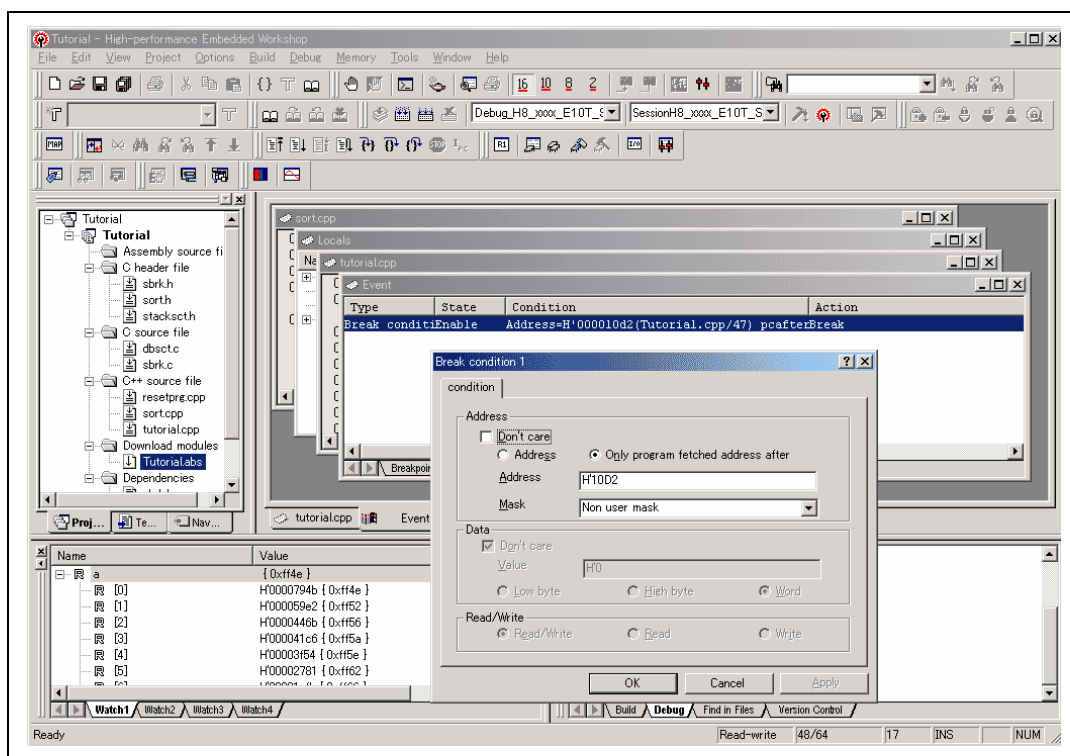 Tutorial - High-performance Embedded Workshop
File Edit View Project Options Build Debug Memory Tools Window Help
16 10 8 2
Debug_H8_xxxx_E10T_S SessionH8_xxxx_E10T_S
MAP STOP PC R1 I/O
Tutorial
Tutorial
Assembly source fi
C header file
sbrk.h
sort.h
stacksct.h
C source file
dbsct.c
sbrk.c
C++ source file
resetprg.cpp
sort.cpp
tutorial.cpp
Download modules
Tutorial.abs
Dependencies
Proj... Te... Nav...
sort.cpp
Locals
Na
tutorial.cpp
Event
Type State Condition Action
Break conditiEnable Address=H'000010d2(Tutorial.cpp/47) pcafterBreak
Breakpoin
tutorial.cpp Event
Break condition 1
condition
Address
Don't care
Address Only program fetched address after
Address H'10D2
Mask Non user mask
Data
Don't care
Value H'0
Low byte High byte Word
Read/Write
Read/Write Read Write
OK Cancel Apply
Name Value
a { 0xff4e }
[0] H'0000794b { 0xff4e }
[1] H'000059e2 { 0xff52 }
[2] H'0000446b { 0xff56 }
[3] H'000041c6 { 0xff5a }
[4] H'00003f54 { 0xff5e }
[5] H'00002781 { 0xff62 }
Watch1 Watch2 Watch3 Watch4
Build Debug Find in Files Version Control
Ready Read-write 48/64 17 INS NUM